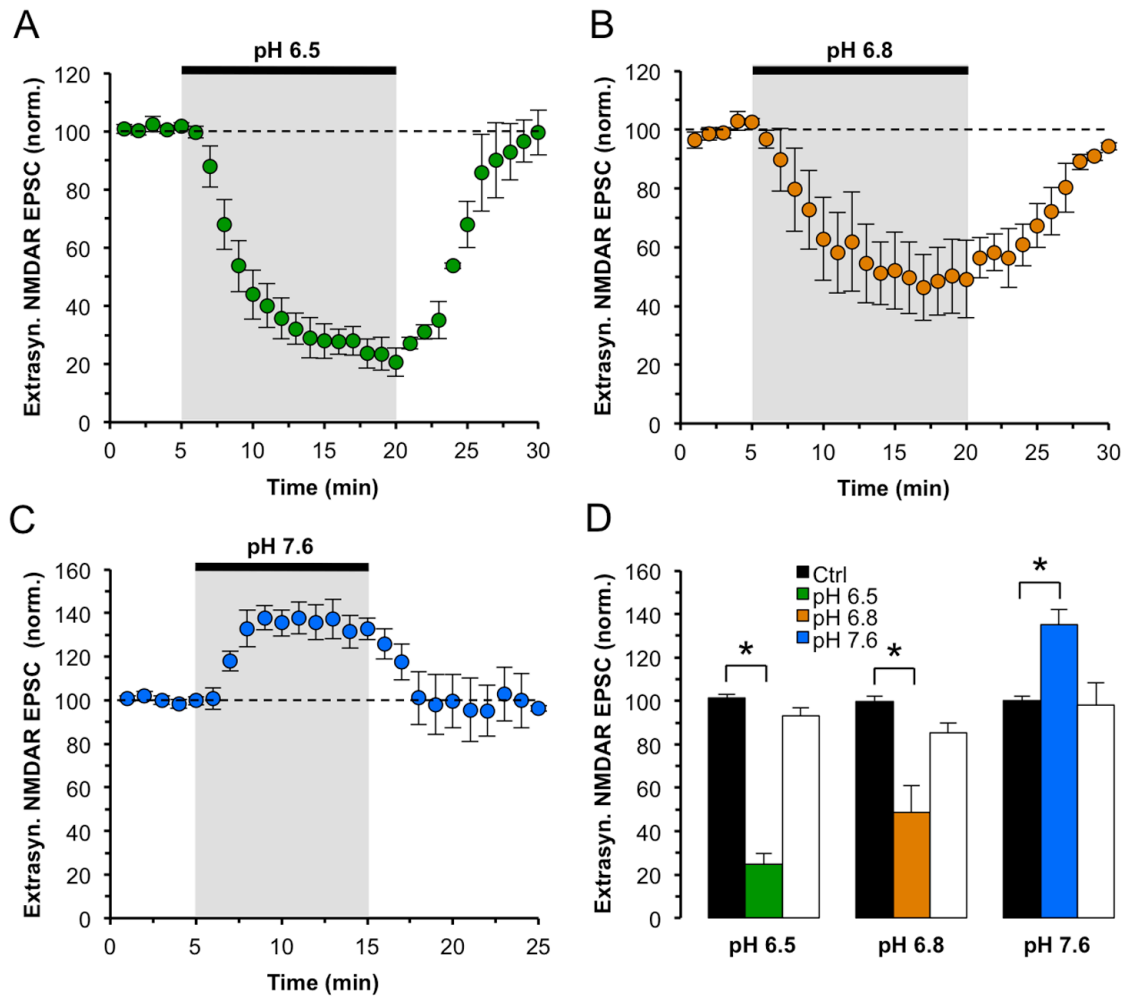 A
pH 6.5
Extrasyn. NMDAR EPSC (norm.)
120
100
80
60
40
20
0
0 5 10 15 20 25 30
Time (min)
B
pH 6.8
Extrasyn. NMDAR EPSC (norm.)
120
100
80
60
40
20
0
0 5 10 15 20 25 30
Time (min)
C
pH 7.6
Extrasyn. NMDAR EPSC (norm.)
160
140
120
100
80
60
40
20
0
0 5 10 15 20 25
Time (min)
D
Extrasyn. NMDAR EPSC (norm.)
160
140
120
100
80
60
40
20
0
Ctrl
pH 6.5
pH 6.8
pH 7.6
* * *
pH 6.5 pH 6.8 pH 7.6